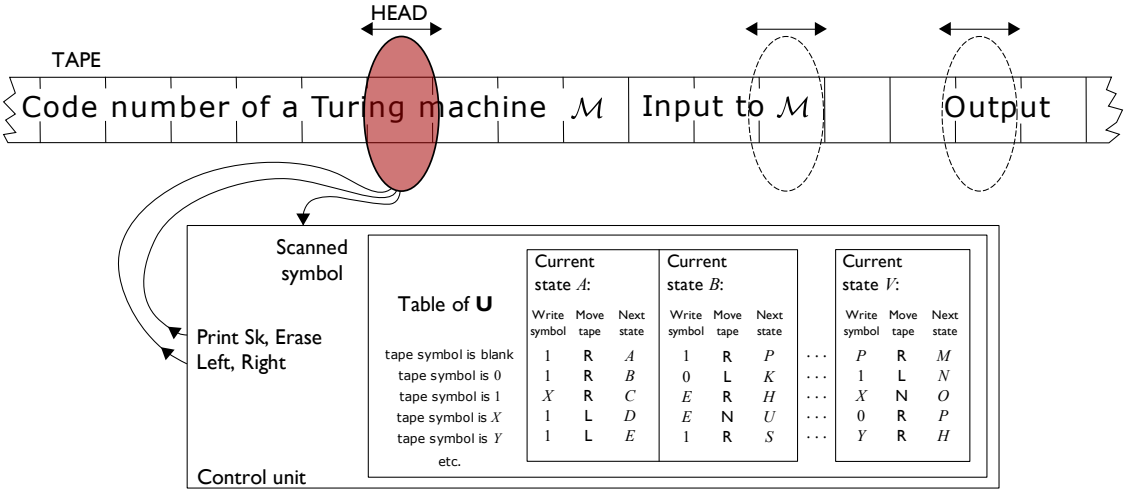 HEAD
TAPE
Code number of a Turing machine ℳ Input to ℳ Output
Scanned
symbol
Print Sk, Erase
Left, Right
Control unit
Table of U
Current
state A:
Current
state B:
Current
state V:
Write Move Next Write Move Next Write Move Next
symbol tape state symbol tape state symbol tape state
tape symbol is blank 1 R A 1 R P ··· P R M
tape symbol is 0 1 R B 0 L K ··· 1 L N
tape symbol is 1 X R C E R H ··· X N O
tape symbol is X 1 L D E N U ··· 0 R P
tape symbol is Y 1 L E 1 R S ··· Y R H
etc.